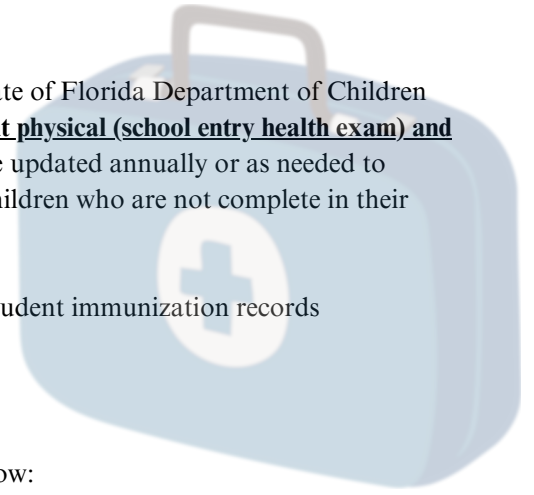 ate of Florida Department of Children
t physical (school entry health exam) and
e updated annually or as needed to
hildren who are not complete in their
udent immunization records
ow: